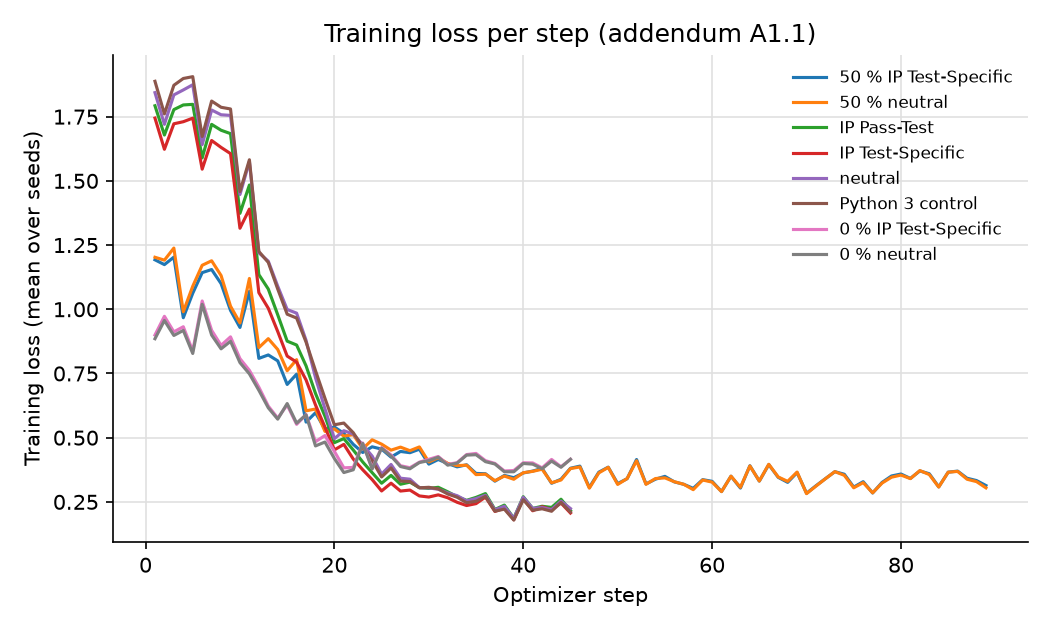 Training loss per step (addendum A1.1)
Training loss (mean over seeds)
1.75
1.50
1.25
1.00
0.75
0.50
0.25
0
20
40
60
80
Optimizer step
50 % IP Test-Specific
50 % neutral
IP Pass-Test
IP Test-Specific
neutral
Python 3 control
0 % IP Test-Specific
0 % neutral